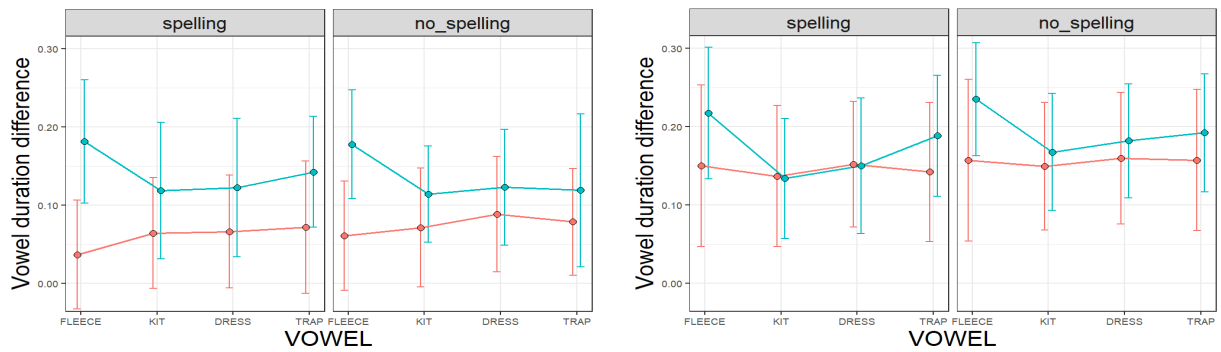 spelling
no_spelling
Vowel duration difference
0.30
0.20
0.10
0.00
FLEECE KIT DRESS TRAP
FLEECE KIT DRESS TRAP
VOWEL
spelling
no_spelling
Vowel duration difference
0.30
0.20
0.10
0.00
FLEECE KIT DRESS TRAP
FLEECE KIT DRESS TRAP
VOWEL